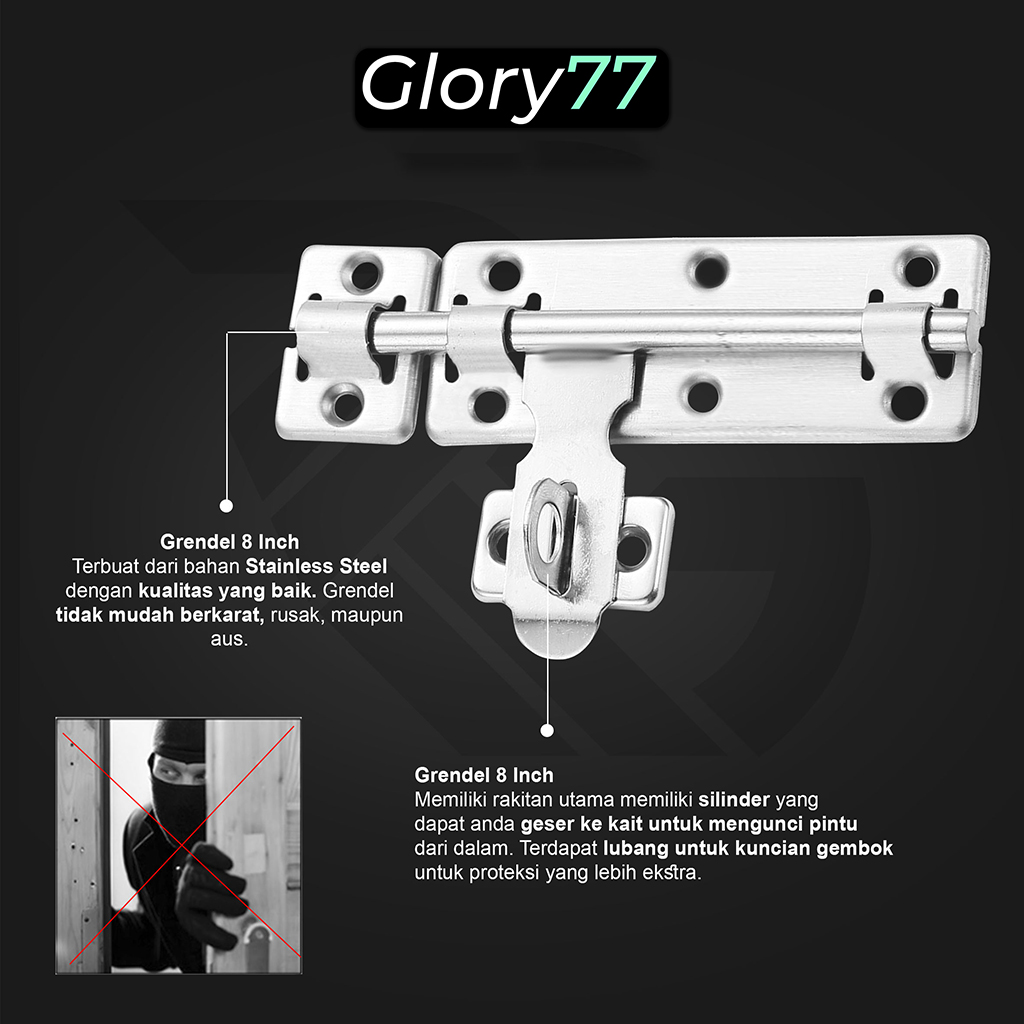 Glory77
Grendel 8 Inch
Terbuat dari bahan Stainless Steel
dengan kualitas yang baik. Grendel
tidak mudah berkarat, rusak, maupun
aus.
Grendel 8 Inch
Memiliki rakitan utama memiliki silinder yang
dapat anda geser ke kait untuk mengunci pintu
dari dalam. Terdapat lubang untuk kuncian gembok
untuk proteksi yang lebih ekstra.